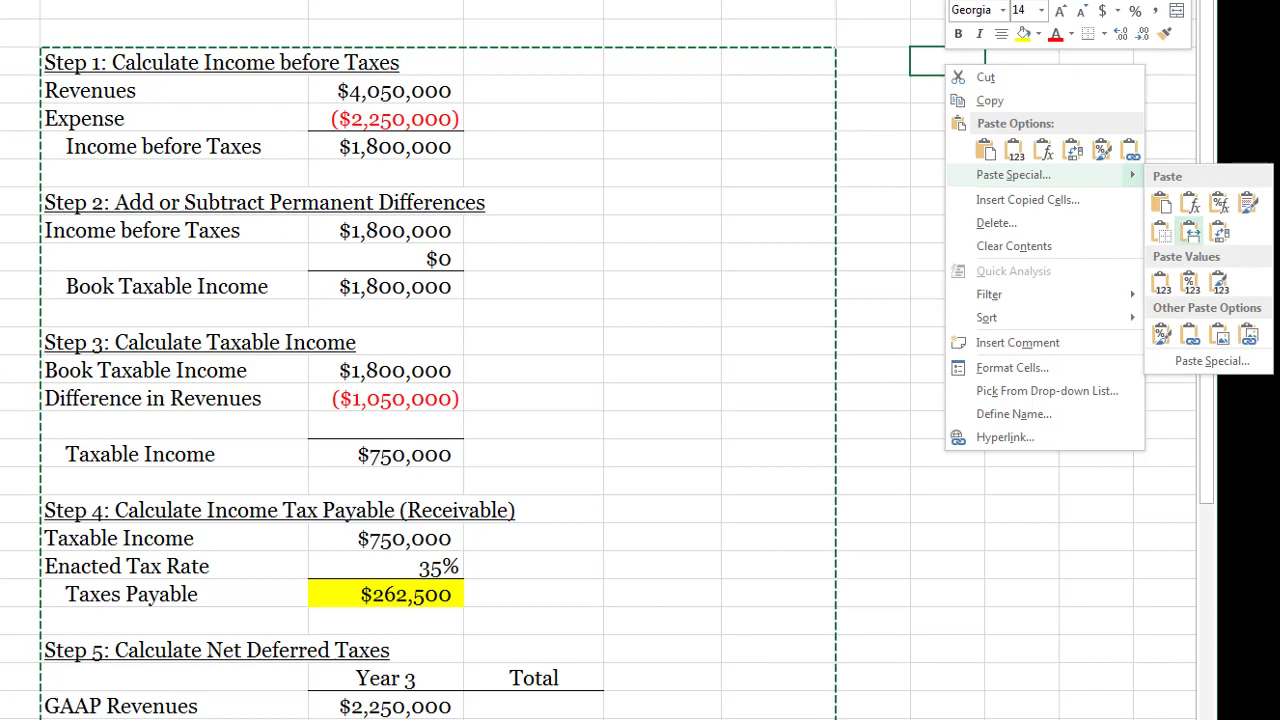 Georgia 14 A A $ % ,
B I A
Step 1: Calculate Income before Taxes
Revenues $4,050,000
Expense ($2,250,000)
Income before Taxes $1,800,000
Step 2: Add or Subtract Permanent Differences
Income before Taxes $1,800,000
$0
Book Taxable Income $1,800,000
Step 3: Calculate Taxable Income
Book Taxable Income $1,800,000
Difference in Revenues ($1,050,000)
Taxable Income $750,000
Step 4: Calculate Income Tax Payable (Receivable)
Taxable Income $750,000
Enacted Tax Rate 35%
Taxes Payable $262,500
Step 5: Calculate Net Deferred Taxes
Year 3 Total
GAAP Revenues $2,250,000
Cut
Copy
Paste Options:
Paste Special...
Insert Copied Cells...
Delete...
Clear Contents
Quick Analysis
Filter
Sort
Insert Comment
Format Cells...
Pick From Drop-down List...
Define Name...
Hyperlink...
Paste
Paste Values
Other Paste Options
Paste Special...